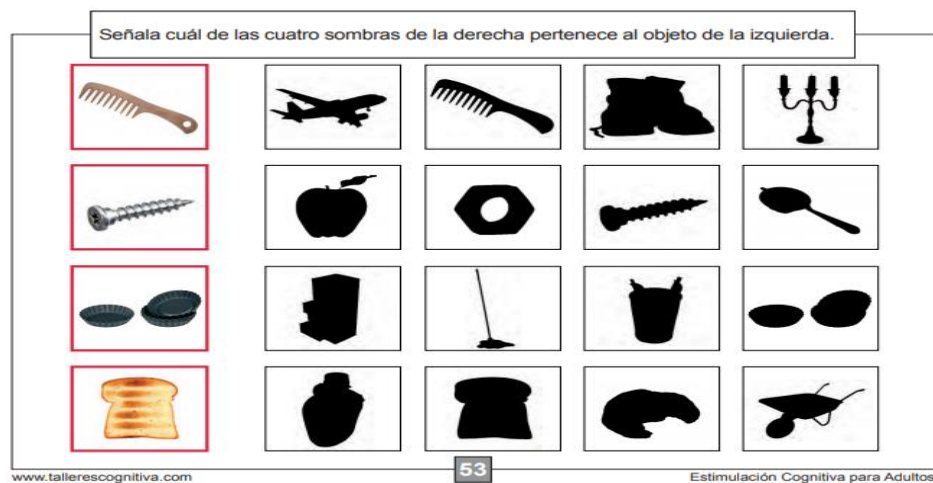 Señala cuál de las cuatro sombras de la derecha pertenece al objeto de la izquierda.
www.tallerescognitiva.com
53
Estimulación Cognitiva para Adultos